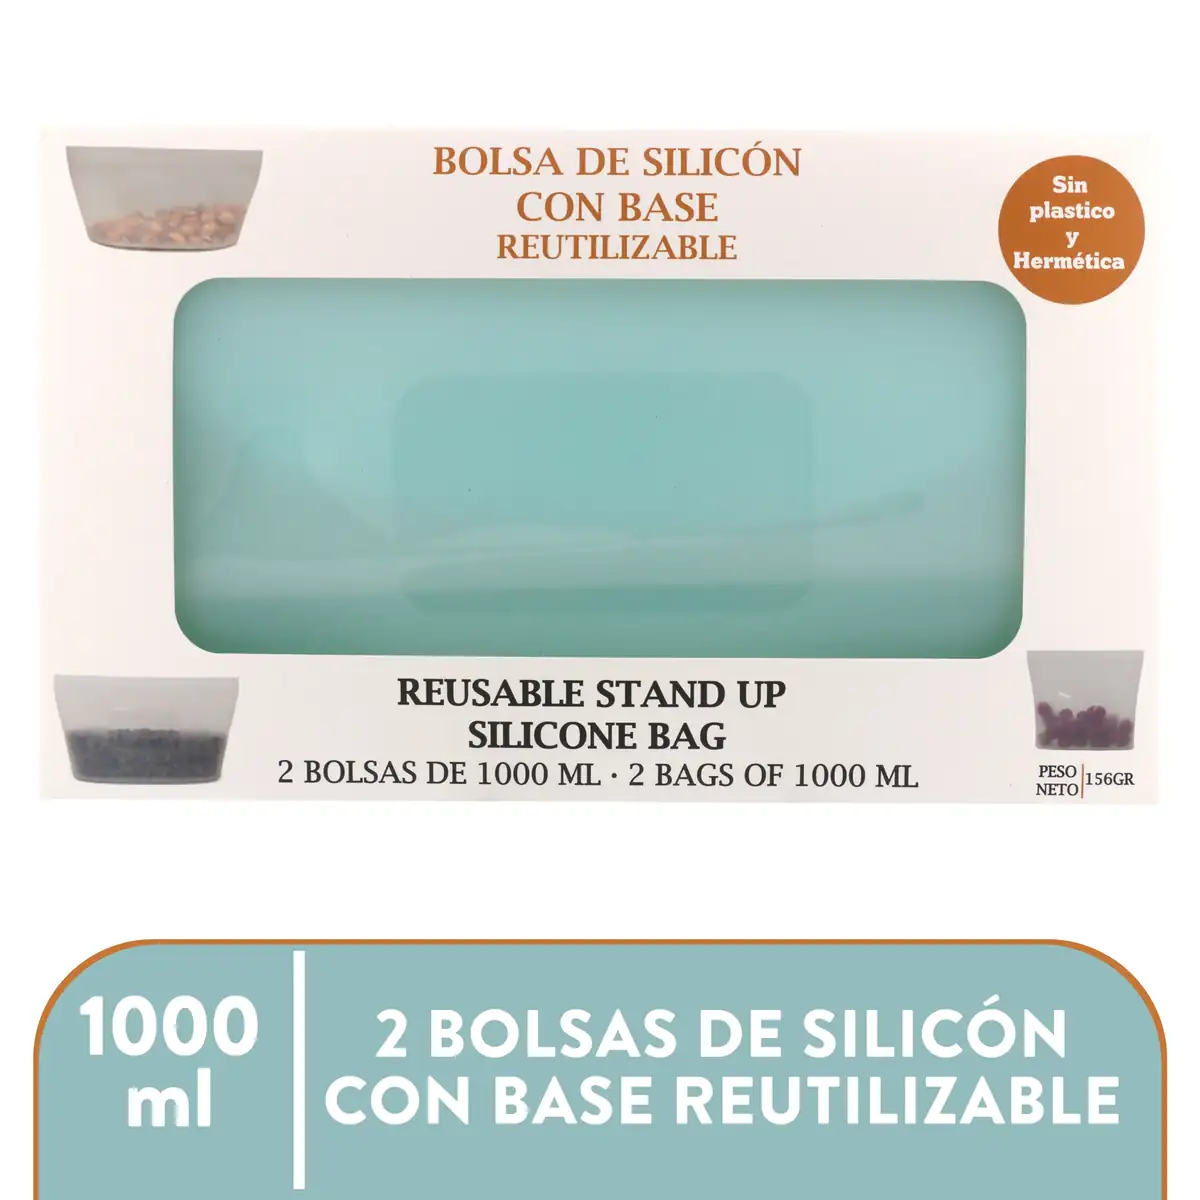 BOLSA DE SILICÓN
CON BASE
REUTILIZABLE
Sin
plastico
y
Hermética
REUSABLE STAND UP
SILICONE BAG
2 BOLSAS DE 1000 ML · 2 BAGS OF 1000 ML
PESO
NETO
156GR
1000
ml
2 BOLSAS DE SILICÓN
CON BASE REUTILIZABLE